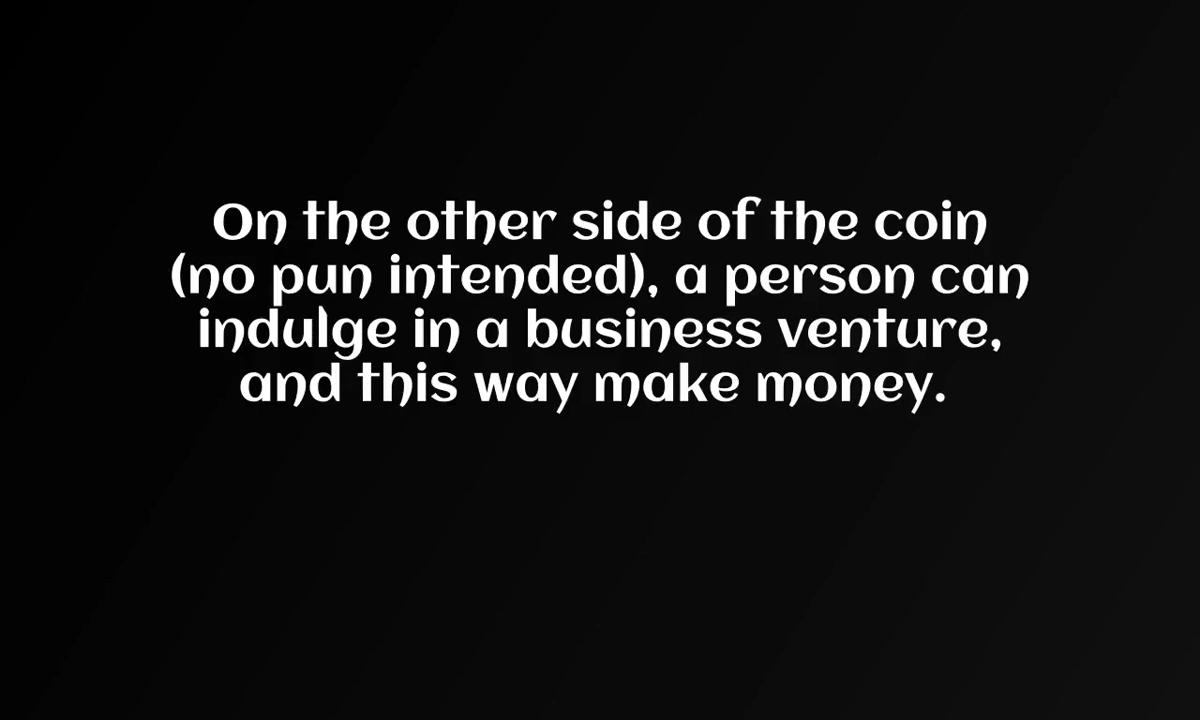 On the other side of the coin
(no pun intended), a person can
indulge in a business venture,
and this way make money.